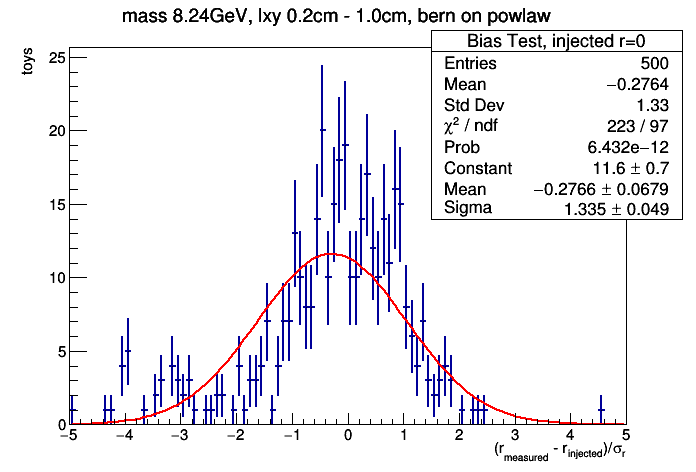 mass 8.24GeV, lxy 0.2cm - 1.0cm, bern on powlaw
Bias Test, injected r=0
Entries 500
Mean −0.2764
Std Dev 1.33
χ² / ndf 223 / 97
Prob 6.432e−12
Constant 11.6 ± 0.7
Mean −0.2766 ± 0.0679
Sigma 1.335 ± 0.049
toys
25
20
15
10
5
0
−5 −4 −3 −2 −1 0 1 2 3 4 5
(r_measured - r_injected)/σ_r